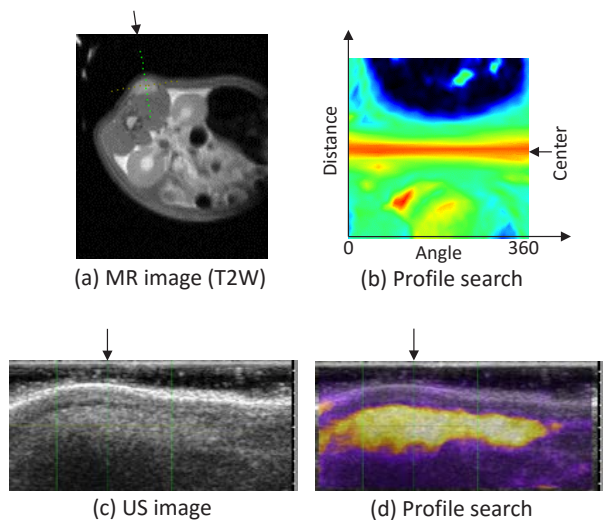 Distance
Center
0
Angle
360
(a) MR image (T2W)
(b) Profile search
(c) US image
(d) Profile search